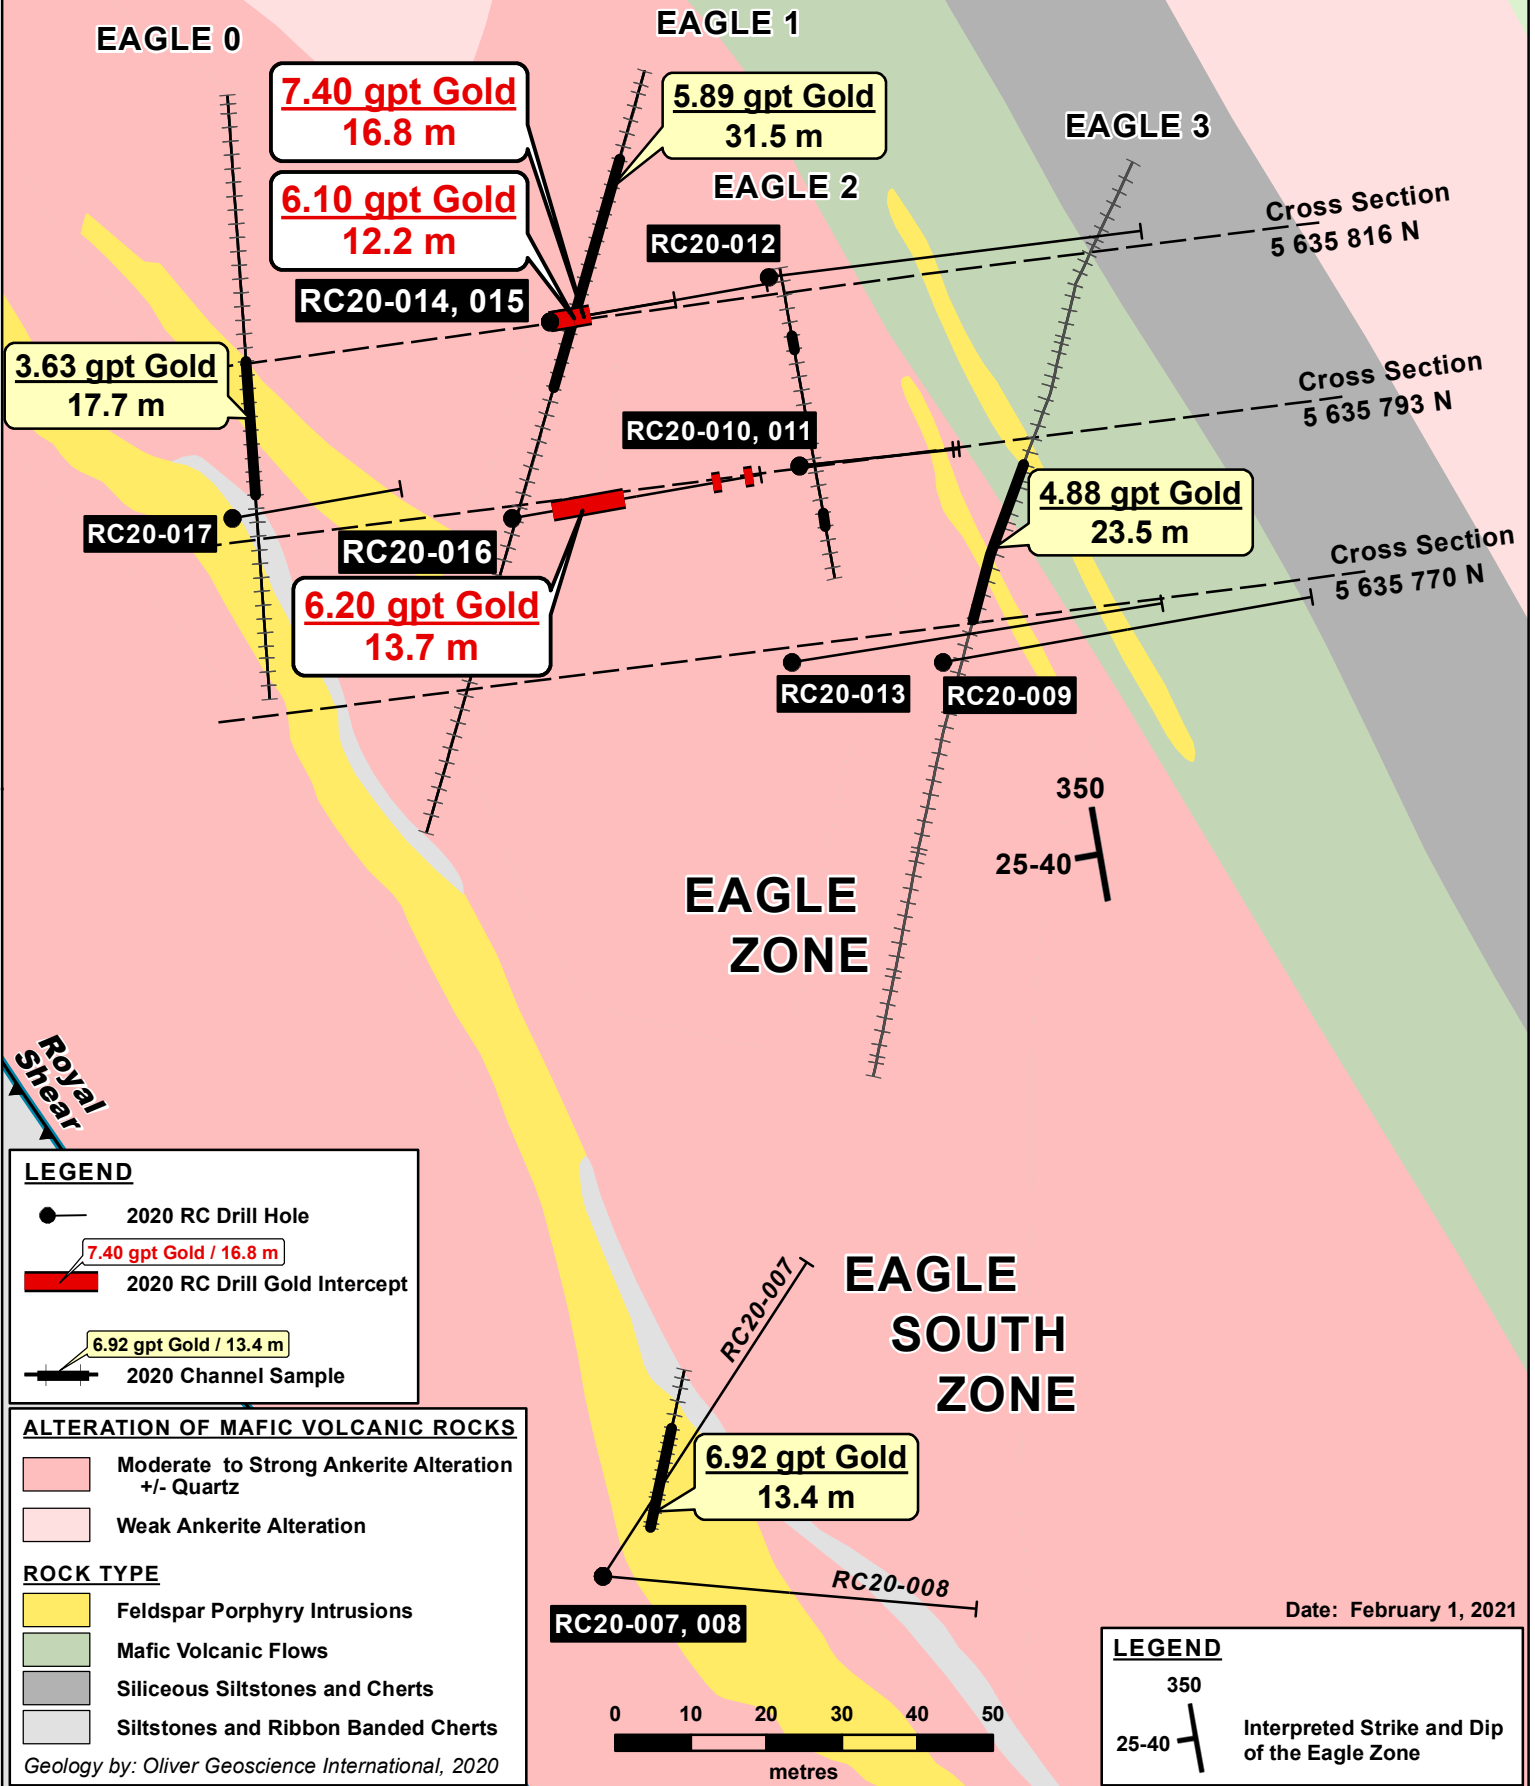 EAGLE 0
EAGLE 1
7.40 gpt Gold
16.8 m
5.89 gpt Gold
31.5 m
EAGLE 3
6.10 gpt Gold
12.2 m
EAGLE 2
Cross Section
5 635 816 N
RC20-012
RC20-014, 015
3.63 gpt Gold
17.7 m
Cross Section
5 635 793 N
RC20-010, 011
4.88 gpt Gold
23.5 m
RC20-017
RC20-016
Cross Section
5 635 770 N
6.20 gpt Gold
13.7 m
RC20-013
RC20-009
350
25-40
EAGLE
ZONE
Royal
Shear
LEGEND
2020 RC Drill Hole
7.40 gpt Gold / 16.8 m
2020 RC Drill Gold Intercept
6.92 gpt Gold / 13.4 m
2020 Channel Sample
RC20-007
EAGLE
SOUTH
ZONE
ALTERATION OF MAFIC VOLCANIC ROCKS
Moderate to Strong Ankerite Alteration
+/- Quartz
Weak Ankerite Alteration
ROCK TYPE
Feldspar Porphyry Intrusions
Mafic Volcanic Flows
Siliceous Siltstones and Cherts
Siltstones and Ribbon Banded Cherts
Geology by: Oliver Geoscience International, 2020
6.92 gpt Gold
13.4 m
RC20-008
RC20-007, 008
0 10 20 30 40 50
metres
Date: February 1, 2021
LEGEND
350
25-40
Interpreted Strike and Dip
of the Eagle Zone